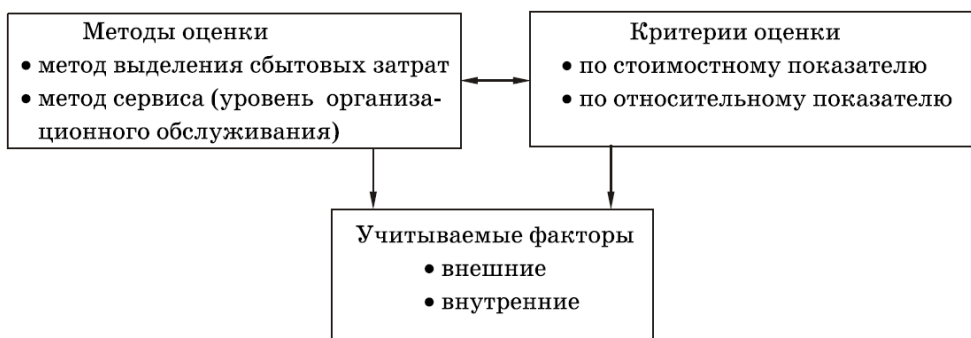 Методы оценки
• метод выделения сбытовых затрат
• метод сервиса (уровень организа-
ционного обслуживания)
Критерии оценки
• по стоимостному показателю
• по относительному показателю
Учитываемые факторы
• внешние
• внутренние